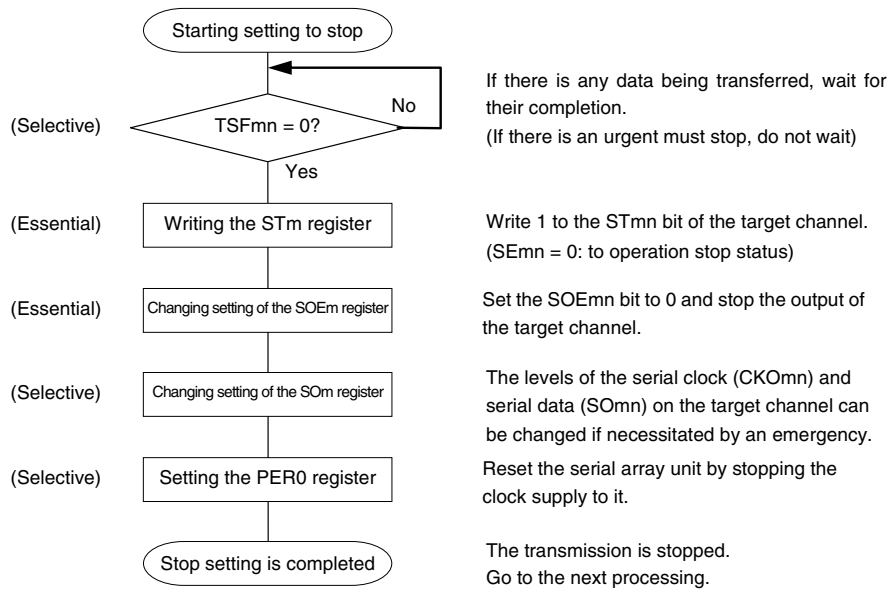 Starting setting to stop
No
If there is any data being transferred, wait for
their completion.
(If there is an urgent must stop, do not wait)
(Selective)
TSFmn = 0?
Yes
(Essential)
Writing the STm register
Write 1 to the STmn bit of the target channel.
(SEmn = 0: to operation stop status)
(Essential)
Changing setting of the SOEm register
Set the SOEmn bit to 0 and stop the output of
the target channel.
(Selective)
Changing setting of the SOm register
The levels of the serial clock (CKOmn) and
serial data (SOmn) on the target channel can
be changed if necessitated by an emergency.
(Selective)
Setting the PER0 register
Reset the serial array unit by stopping the
clock supply to it.
Stop setting is completed
The transmission is stopped.
Go to the next processing.